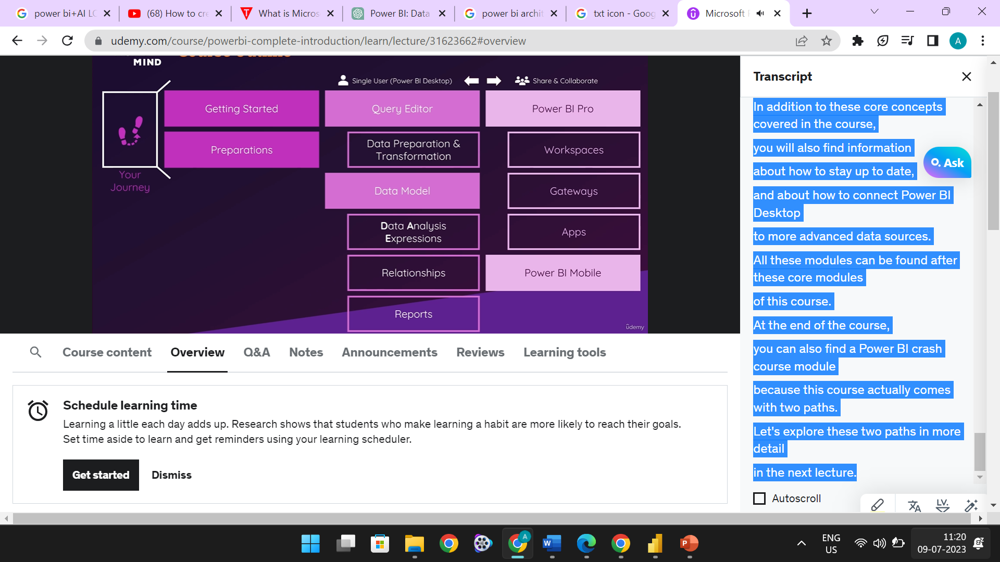 power bi+AI LO
(68) How to cre
What is Micros
Power BI: Data
power bi archit
txt icon - Goog
Microsoft
udemy.com/course/powerbi-complete-introduction/learn/lecture/31623662#overview
A
MIND
Single User (Power BI Desktop)
Share & Collaborate
Getting Started
Query Editor
Power BI Pro
Preparations
Data Preparation &
Transformation
Workspaces
Your
Journey
Data Model
Gateways
Data Analysis
Expressions
Apps
Relationships
Power BI Mobile
Reports
ûdemy
Transcript
In addition to these core concepts
covered in the course,
you will also find information
about how to stay up to date,
and about how to connect Power BI
Desktop
to more advanced data sources.
All these modules can be found after
these core modules
of this course.
At the end of the course,
you can also find a Power BI crash
course module
because this course actually comes
with two paths.
Let's explore these two paths in more
detail
in the next lecture.
Ask
Autoscroll
LV.
Course content
Overview
Q&A
Notes
Announcements
Reviews
Learning tools
Schedule learning time
Learning a little each day adds up. Research shows that students who make learning a habit are more likely to reach their goals.
Set time aside to learn and get reminders using your learning scheduler.
Get started
Dismiss
ENG
US
11:20
09-07-2023